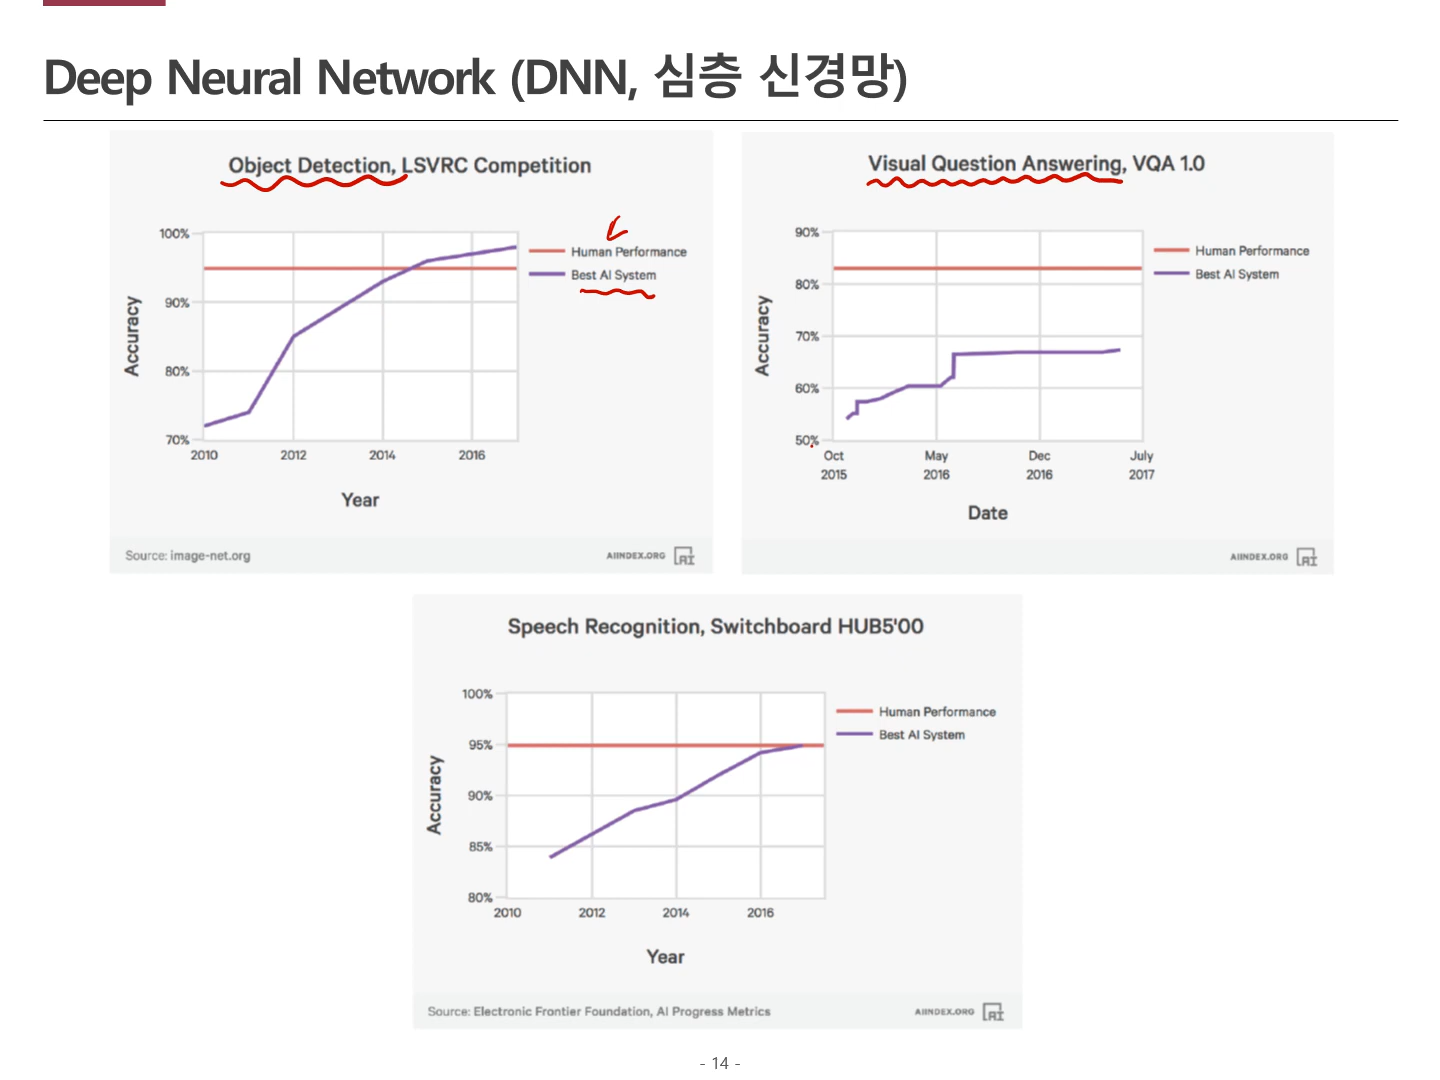 Deep Neural Network (DNN, 심층 신경망)
Object Detection, LSVRC Competition
100%
90%
80%
70%
Accuracy
2010
2012
2014
2016
Year
Human Performance
Best AI System
Source: image-net.org
AIINDEX.ORG
AI
Visual Question Answering, VQA 1.0
90%
80%
70%
60%
50%
Accuracy
Oct
2015
May
2016
Dec
2016
July
2017
Date
Human Performance
Best AI System
AIINDEX.ORG
AI
Speech Recognition, Switchboard HUB5'00
100%
95%
90%
85%
80%
Accuracy
2010
2012
2014
2016
Year
Human Performance
Best AI System
Source: Electronic Frontier Foundation, AI Progress Metrics
AIINDEX.ORG
AI
- 14 -